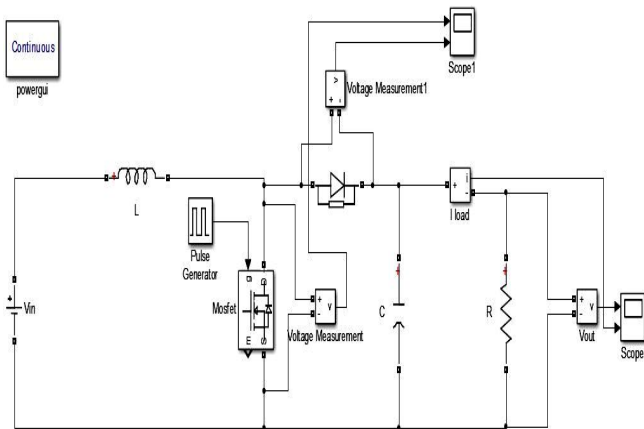 Continuous
powergui
Scope1
v
+ -
Voltage Measurement1
+
L
+ i
-
I load
Pulse
Generator
g
Mosfet
E
+
-
v
Voltage Measurement
+
Vin
+
C
+
R
+
-
v
Vout
Scope